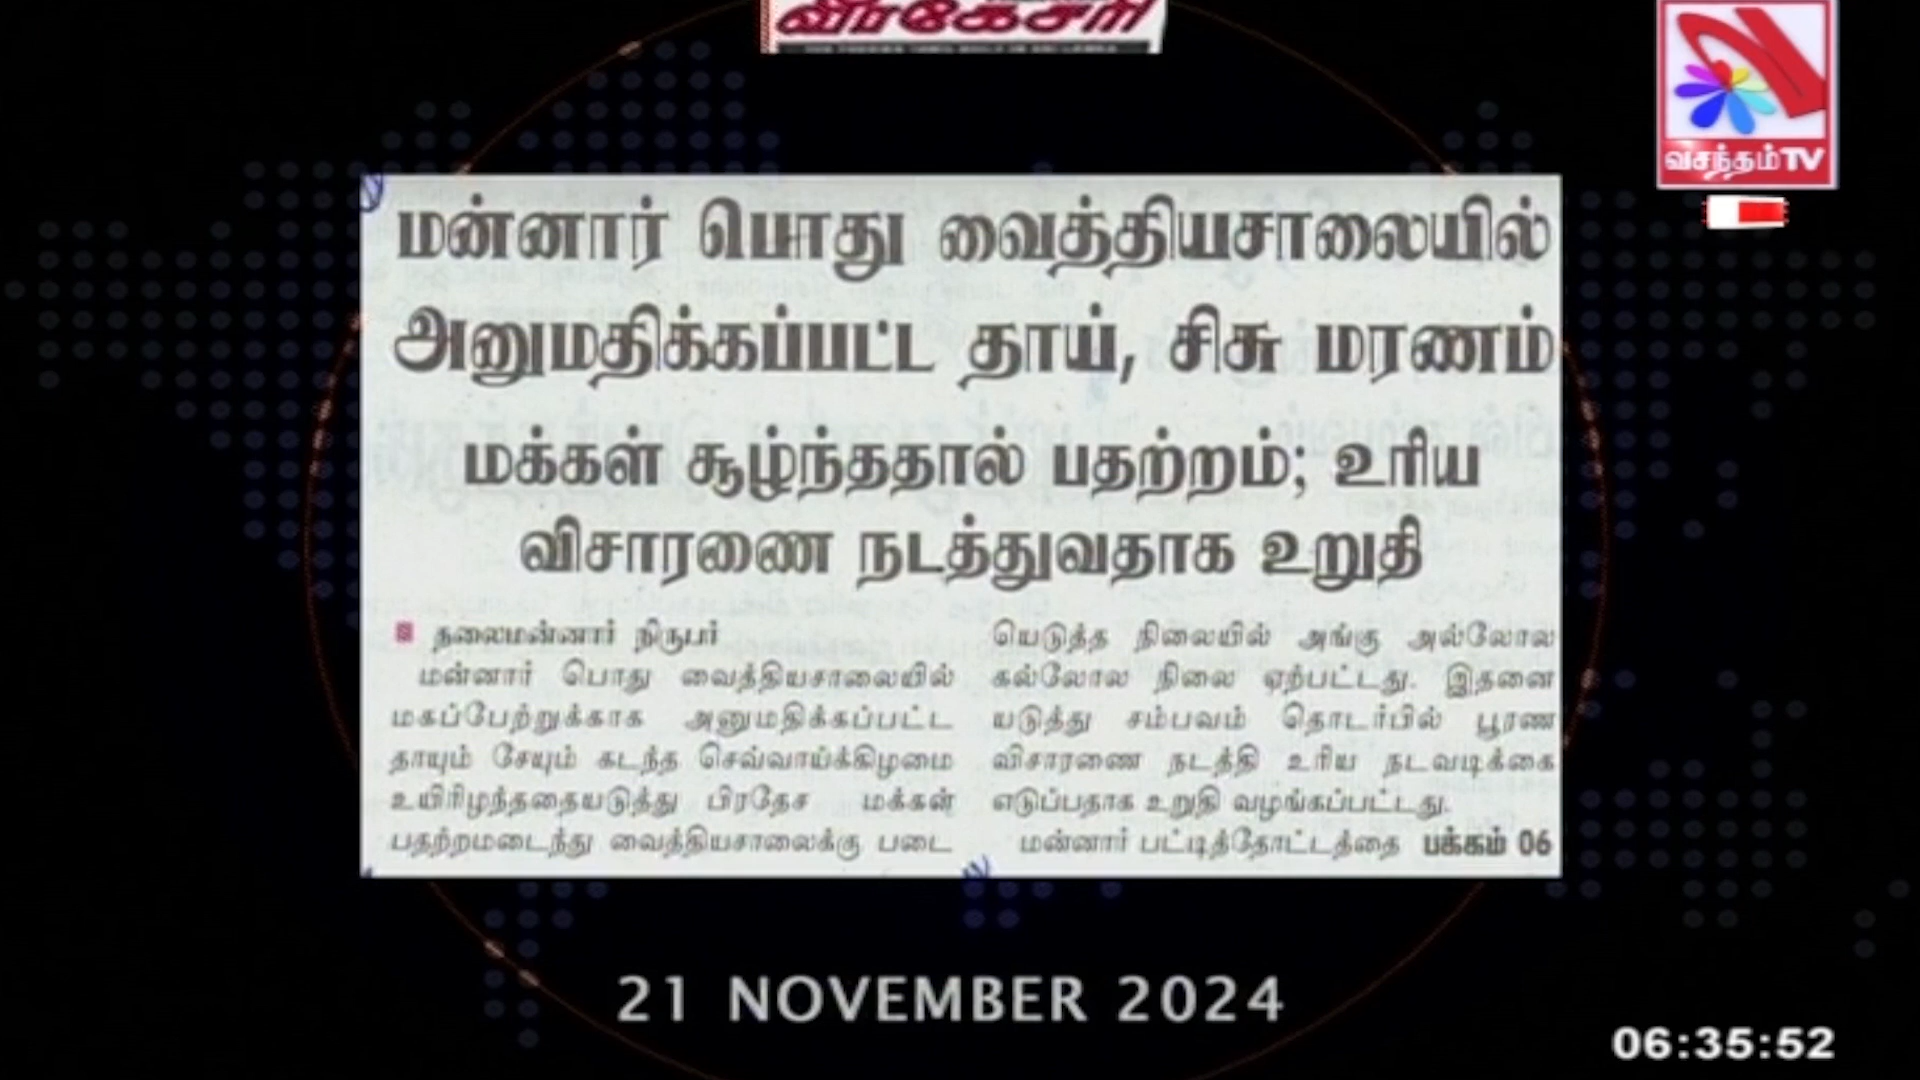 வீரகேசரி
வசந்தம்TV
மன்னார் பொது வைத்தியசாலையில்
அனுமதிக்கப்பட்ட தாய், சிசு மரணம்
மக்கள் சூழ்ந்ததால் பதற்றம்; உரிய
விசாரணை நடத்துவதாக உறுதி
தலைமன்னார் நிருபர்
மன்னார் பொது வைத்தியசாலையில்
மகப்பேற்றுக்காக அனுமதிக்கப்பட்ட
தாயும் சேயும் கடந்த செவ்வாய்க்கிழமை
உயிரிழந்ததையடுத்து பிரதேச மக்கள்
பதற்றமடைந்து வைத்தியசாலைக்கு படை
யெடுத்த நிலையில் அங்கு அல்லோல
கல்லோல நிலை ஏற்பட்டது. இதனை
யடுத்து சம்பவம் தொடர்பில் பூரண
விசாரணை நடத்தி உரிய நடவடிக்கை
எடுப்பதாக உறுதி வழங்கப்பட்டது.
மன்னார் பட்டித்தோட்டத்தை பக்கம் 06
21 NOVEMBER 2024
06:35:52